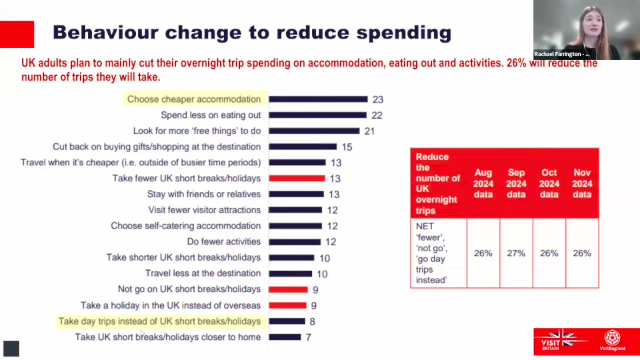 Behaviour change to reduce spending
Rachael Farrington -
UK adults plan to mainly cut their overnight trip spending on accommodation, eating out and activities. 26% will reduce the
number of trips they will take.
Choose cheaper accommodation 23
Spend less on eating out 22
Look for more 'free things' to do 21
Cut back on buying gifts/shopping at the destination 15
Travel when it's cheaper (i.e. outside of busier time periods) 13
Take fewer UK short breaks/holidays 13
Stay with friends or relatives 13
Visit fewer visitor attractions 12
Choose self-catering accommodation 12
Do fewer activities 12
Take shorter UK short breaks/holidays 10
Travel less at the destination 10
Not go on UK short breaks/holidays 9
Take a holiday in the UK instead of overseas 9
Take day trips instead of UK short breaks/holidays 8
Take UK short breaks/holidays closer to home 7
Reduce
the
number of
UK
overnight
trips
Aug
2024
data
Sep
2024
data
Oct
2024
data
Nov
2024
data
NET
'fewer', 'not
go', 'go day
trips
instead'
26%
27%
26%
26%
VISIT
BRITAIN
VisitEngland